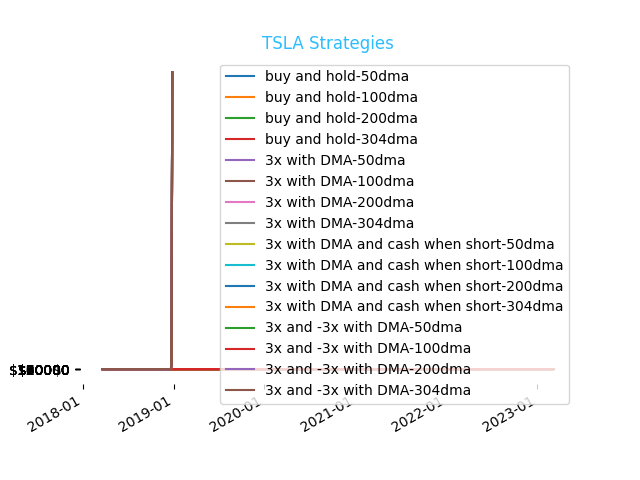 TSLA Strategies
buy and hold-50dma
buy and hold-100dma
buy and hold-200dma
buy and hold-304dma
3x with DMA-50dma
3x with DMA-100dma
3x with DMA-200dma
3x with DMA-304dma
3x with DMA and cash when short-50dma
3x with DMA and cash when short-100dma
3x with DMA and cash when short-200dma
3x with DMA and cash when short-304dma
3x and -3x with DMA-50dma
3x and -3x with DMA-100dma
3x and -3x with DMA-200dma
3x and -3x with DMA-304dma
2018-01
2019-01
2020-01
2021-01
2022-01
2023-01